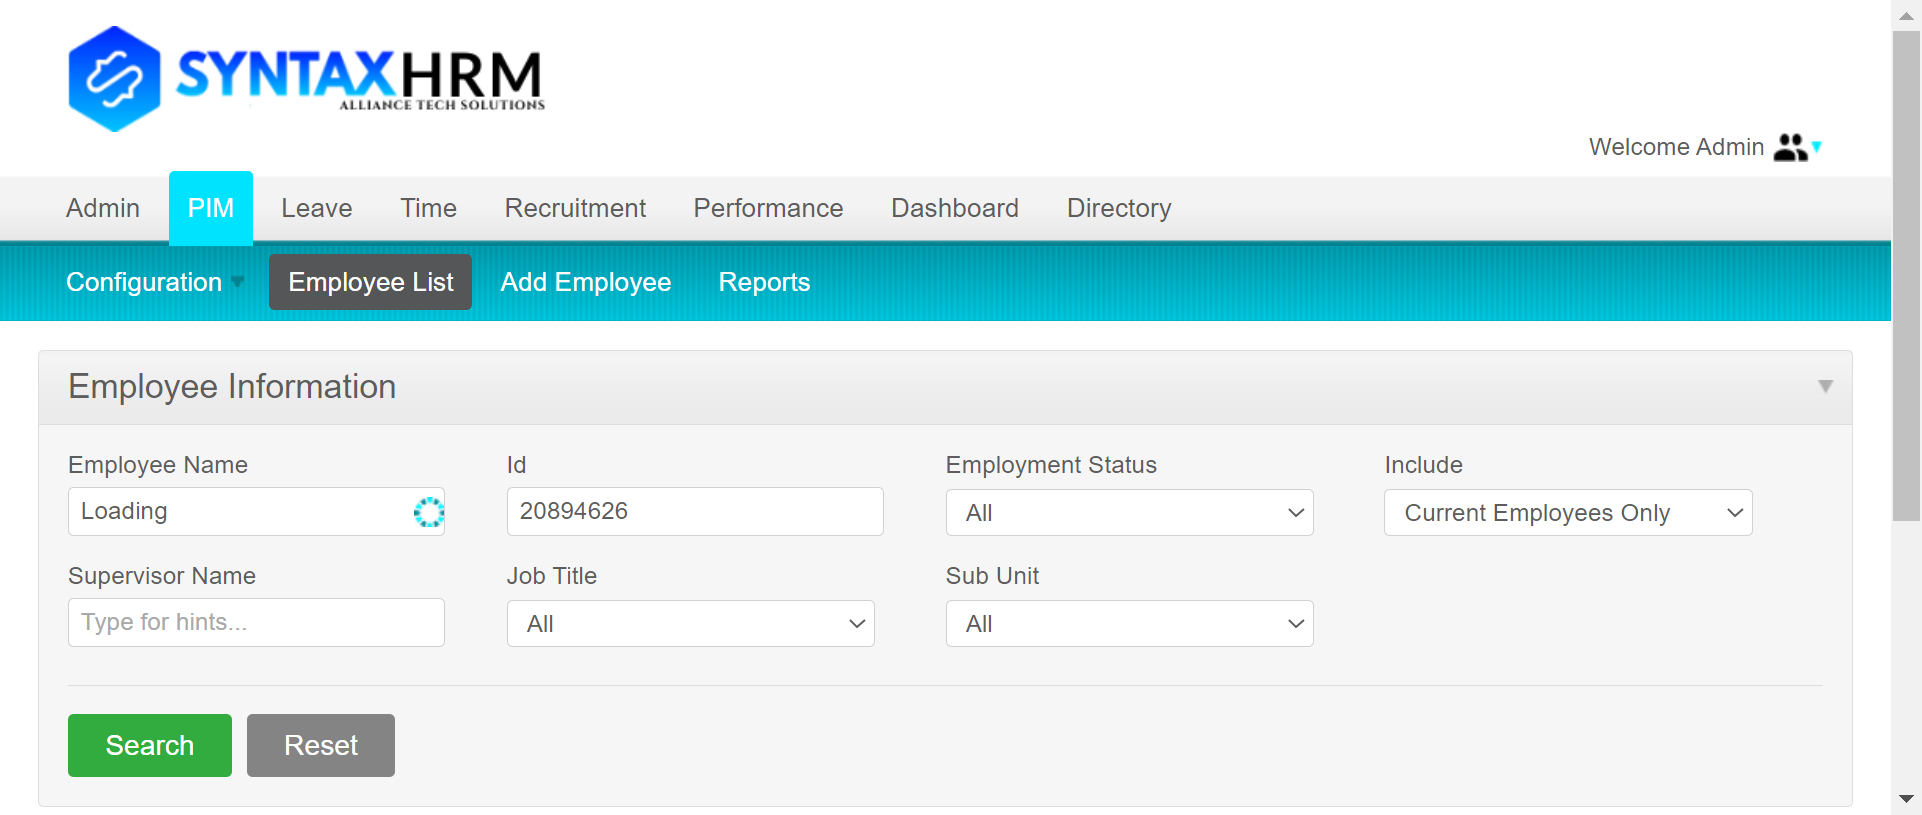 SYNTAXHRM
ALLIANCE TECH SOLUTIONS
Welcome Admin
Admin PIM Leave Time Recruitment Performance Dashboard Directory
Configuration Employee List Add Employee Reports
Employee Information
Employee Name Id Employment Status Include
Loading 20894626 All Current Employees Only
Supervisor Name Job Title Sub Unit
Type for hints... All All
Search Reset